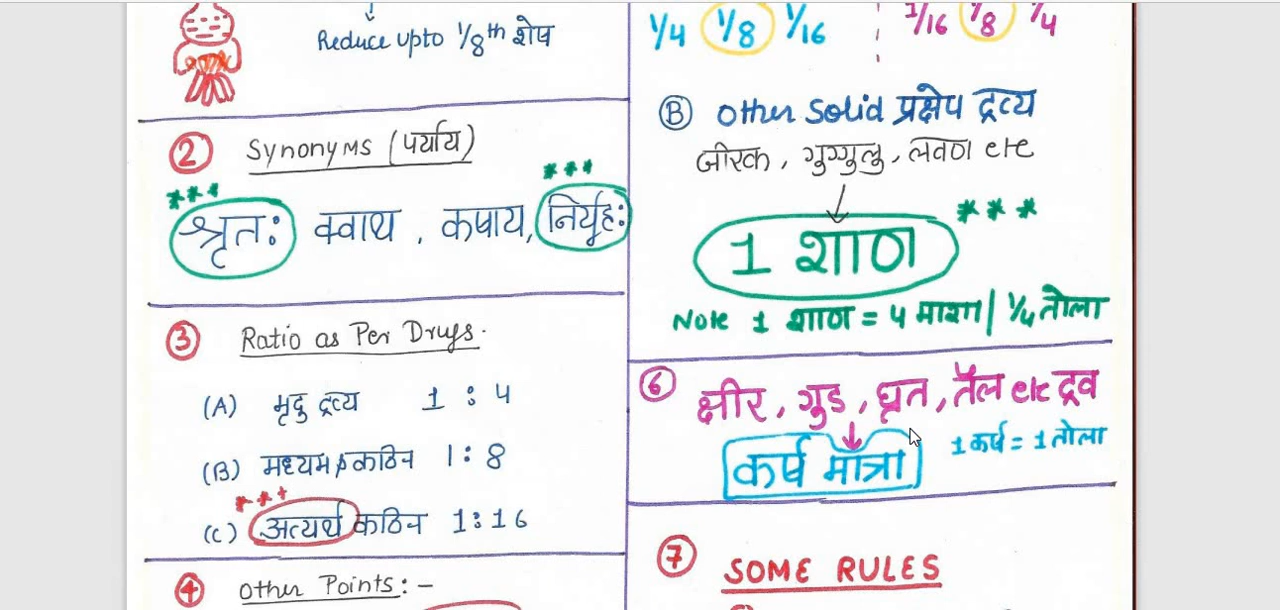 Reduce upto 1/8th शेष
② Synonyms (पर्याय)
*** ***
श्रृत: क्वाथ , कषाय, निर्यूह:
③ Ratio as Per Drugs.
(A) मृदु द्रव्य 1 : 4
(B) मध्यम कठिन 1 : 8
***
(C) अत्यर्थ कठिन 1 : 16
④ Other Points : -
1/4 1/8 1/16 1/16 1/8 1/4
Ⓑ Other Solid प्रक्षेप द्रव्य
जीरक , गुग्गुलु , लवण etc
1 शाण ***
Note 1 शाण = 4 माशा | 1/4 तोला
⑥ क्षीर , गुड , घृत , तैल etc द्रव
कर्ष मात्रा 1 कर्ष = 1 तोला
⑦ SOME RULES